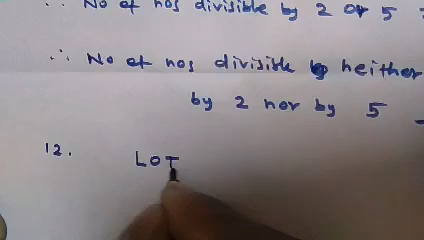 ∴ No of nos divisible by 2 or 5 =
∴ No of nos divisible neither
by 2 nor by 5
12. LOT